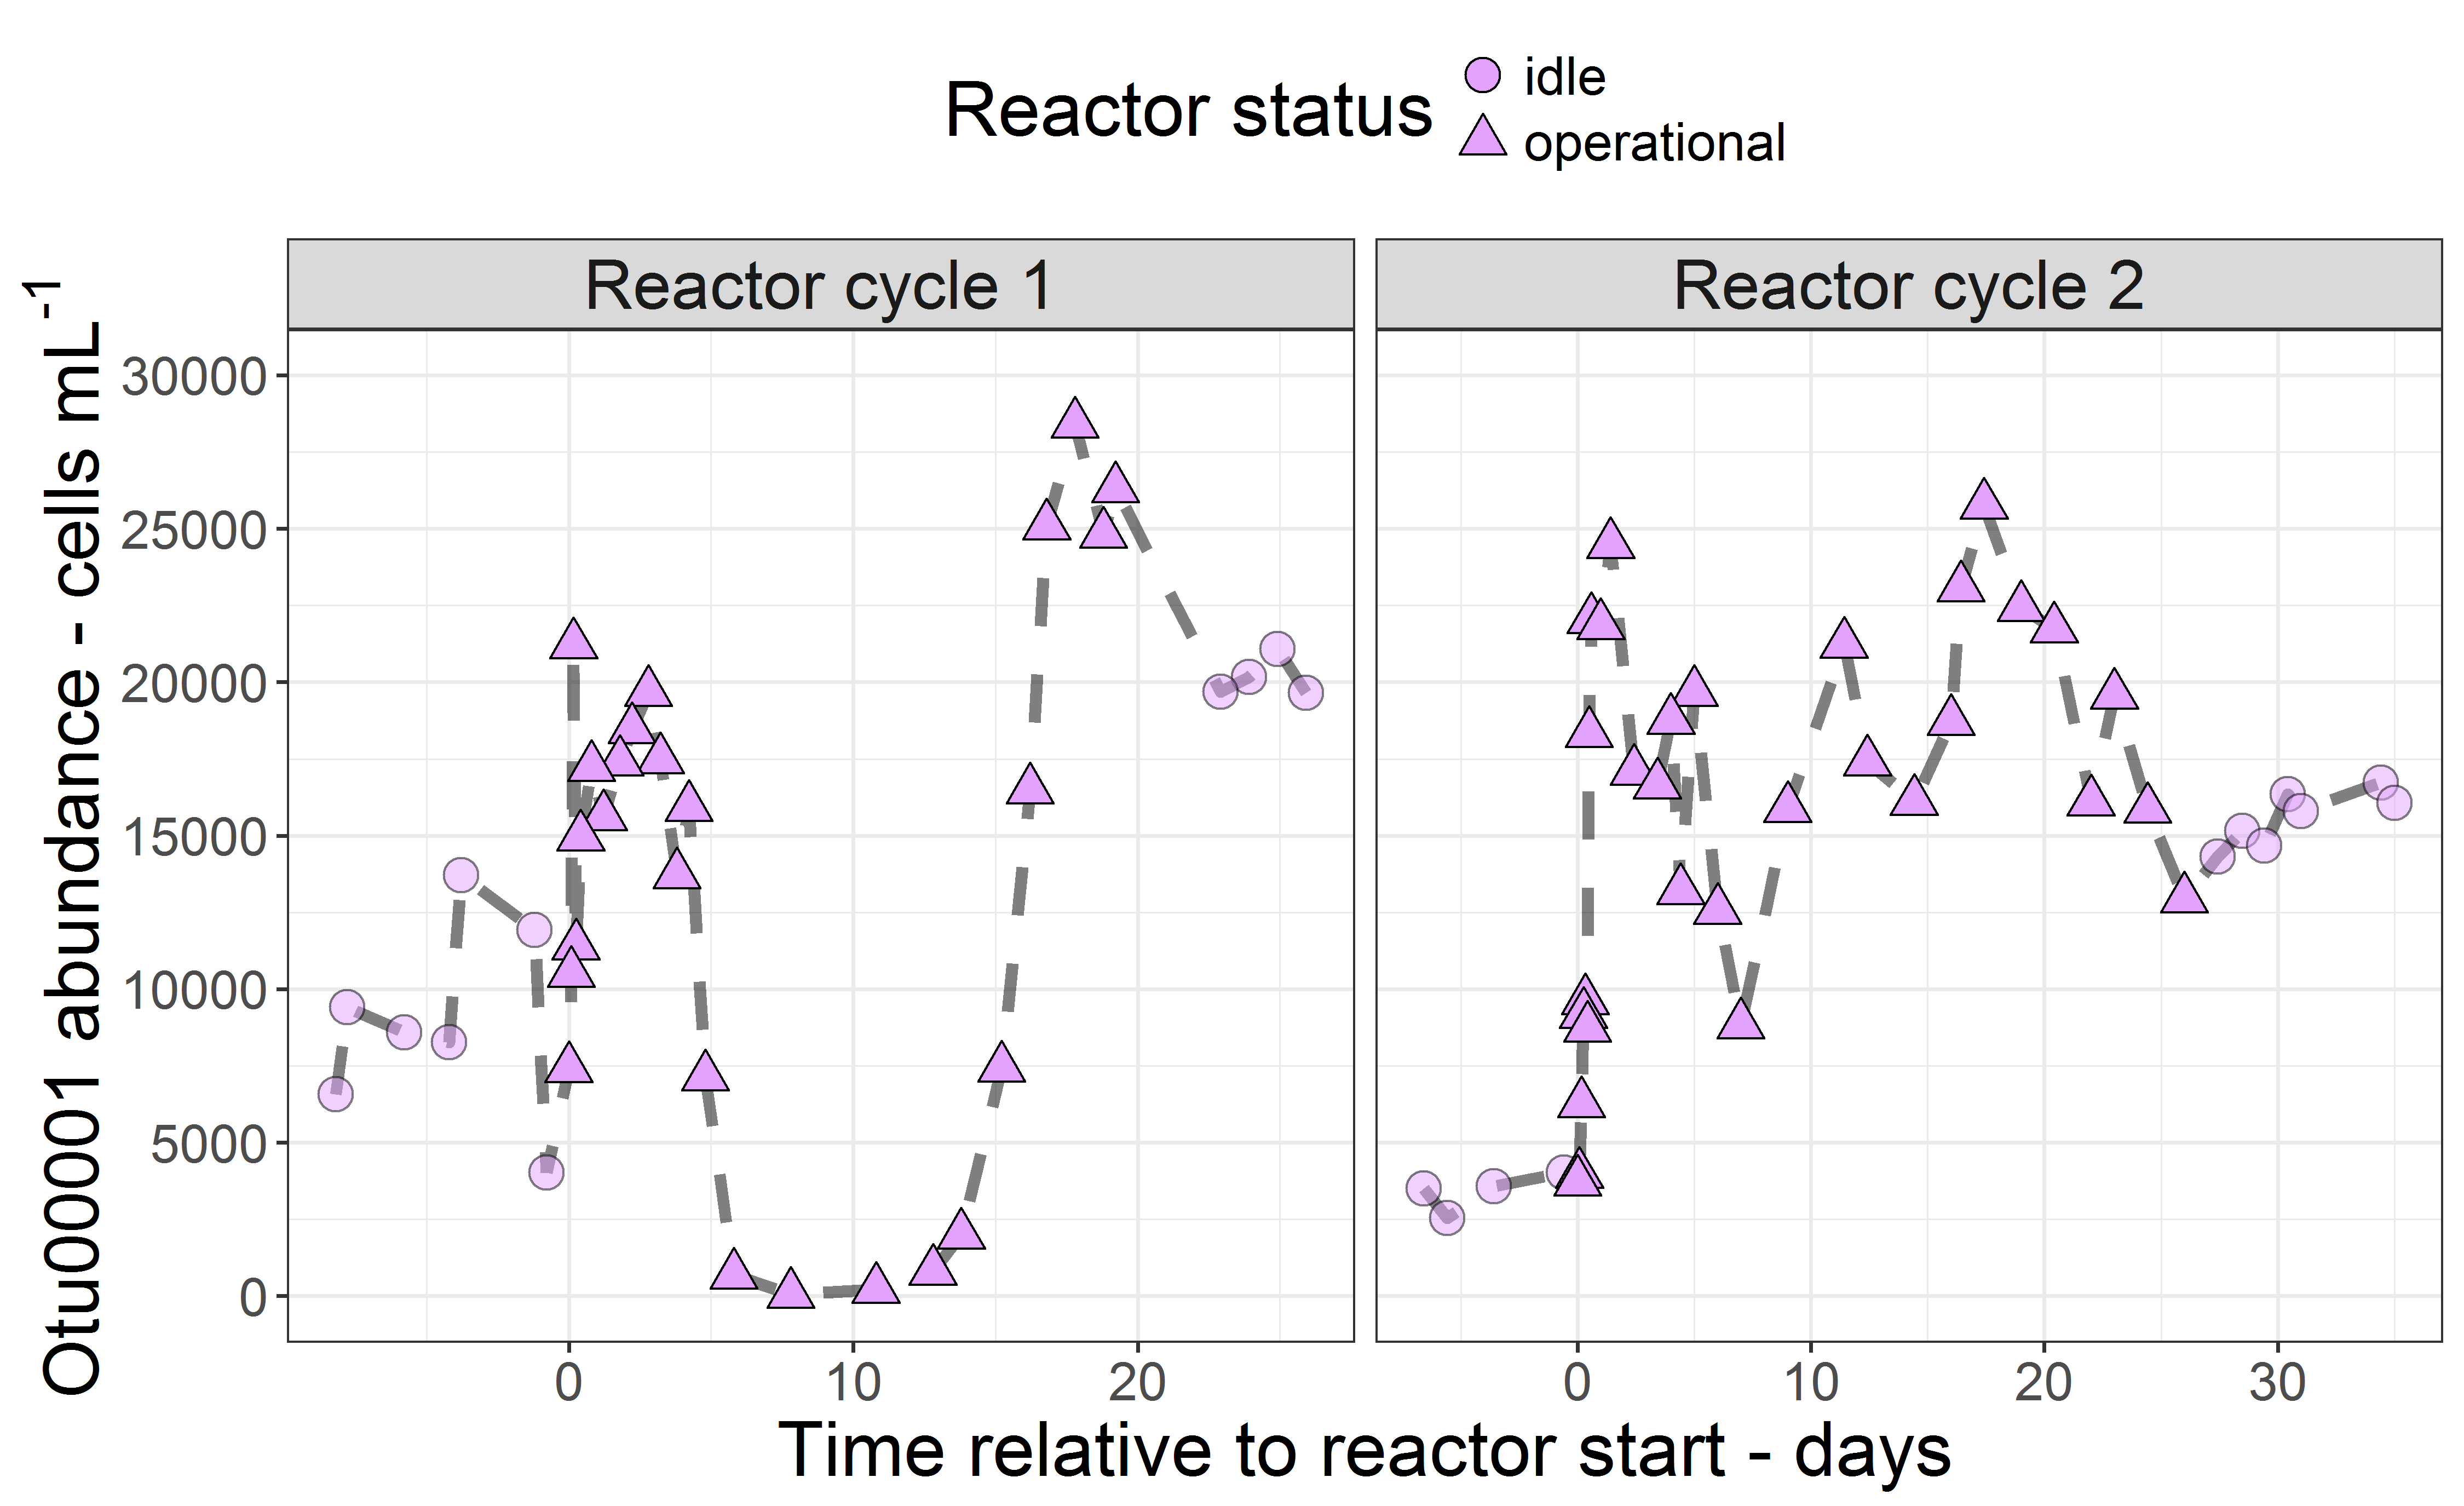 Reactor status
idle
operational
Reactor cycle 1
Reactor cycle 2
Otu00001 abundance - cells mL⁻¹
30000
25000
20000
15000
10000
5000
0
0 10 20
0 10 20 30
Time relative to reactor start - days